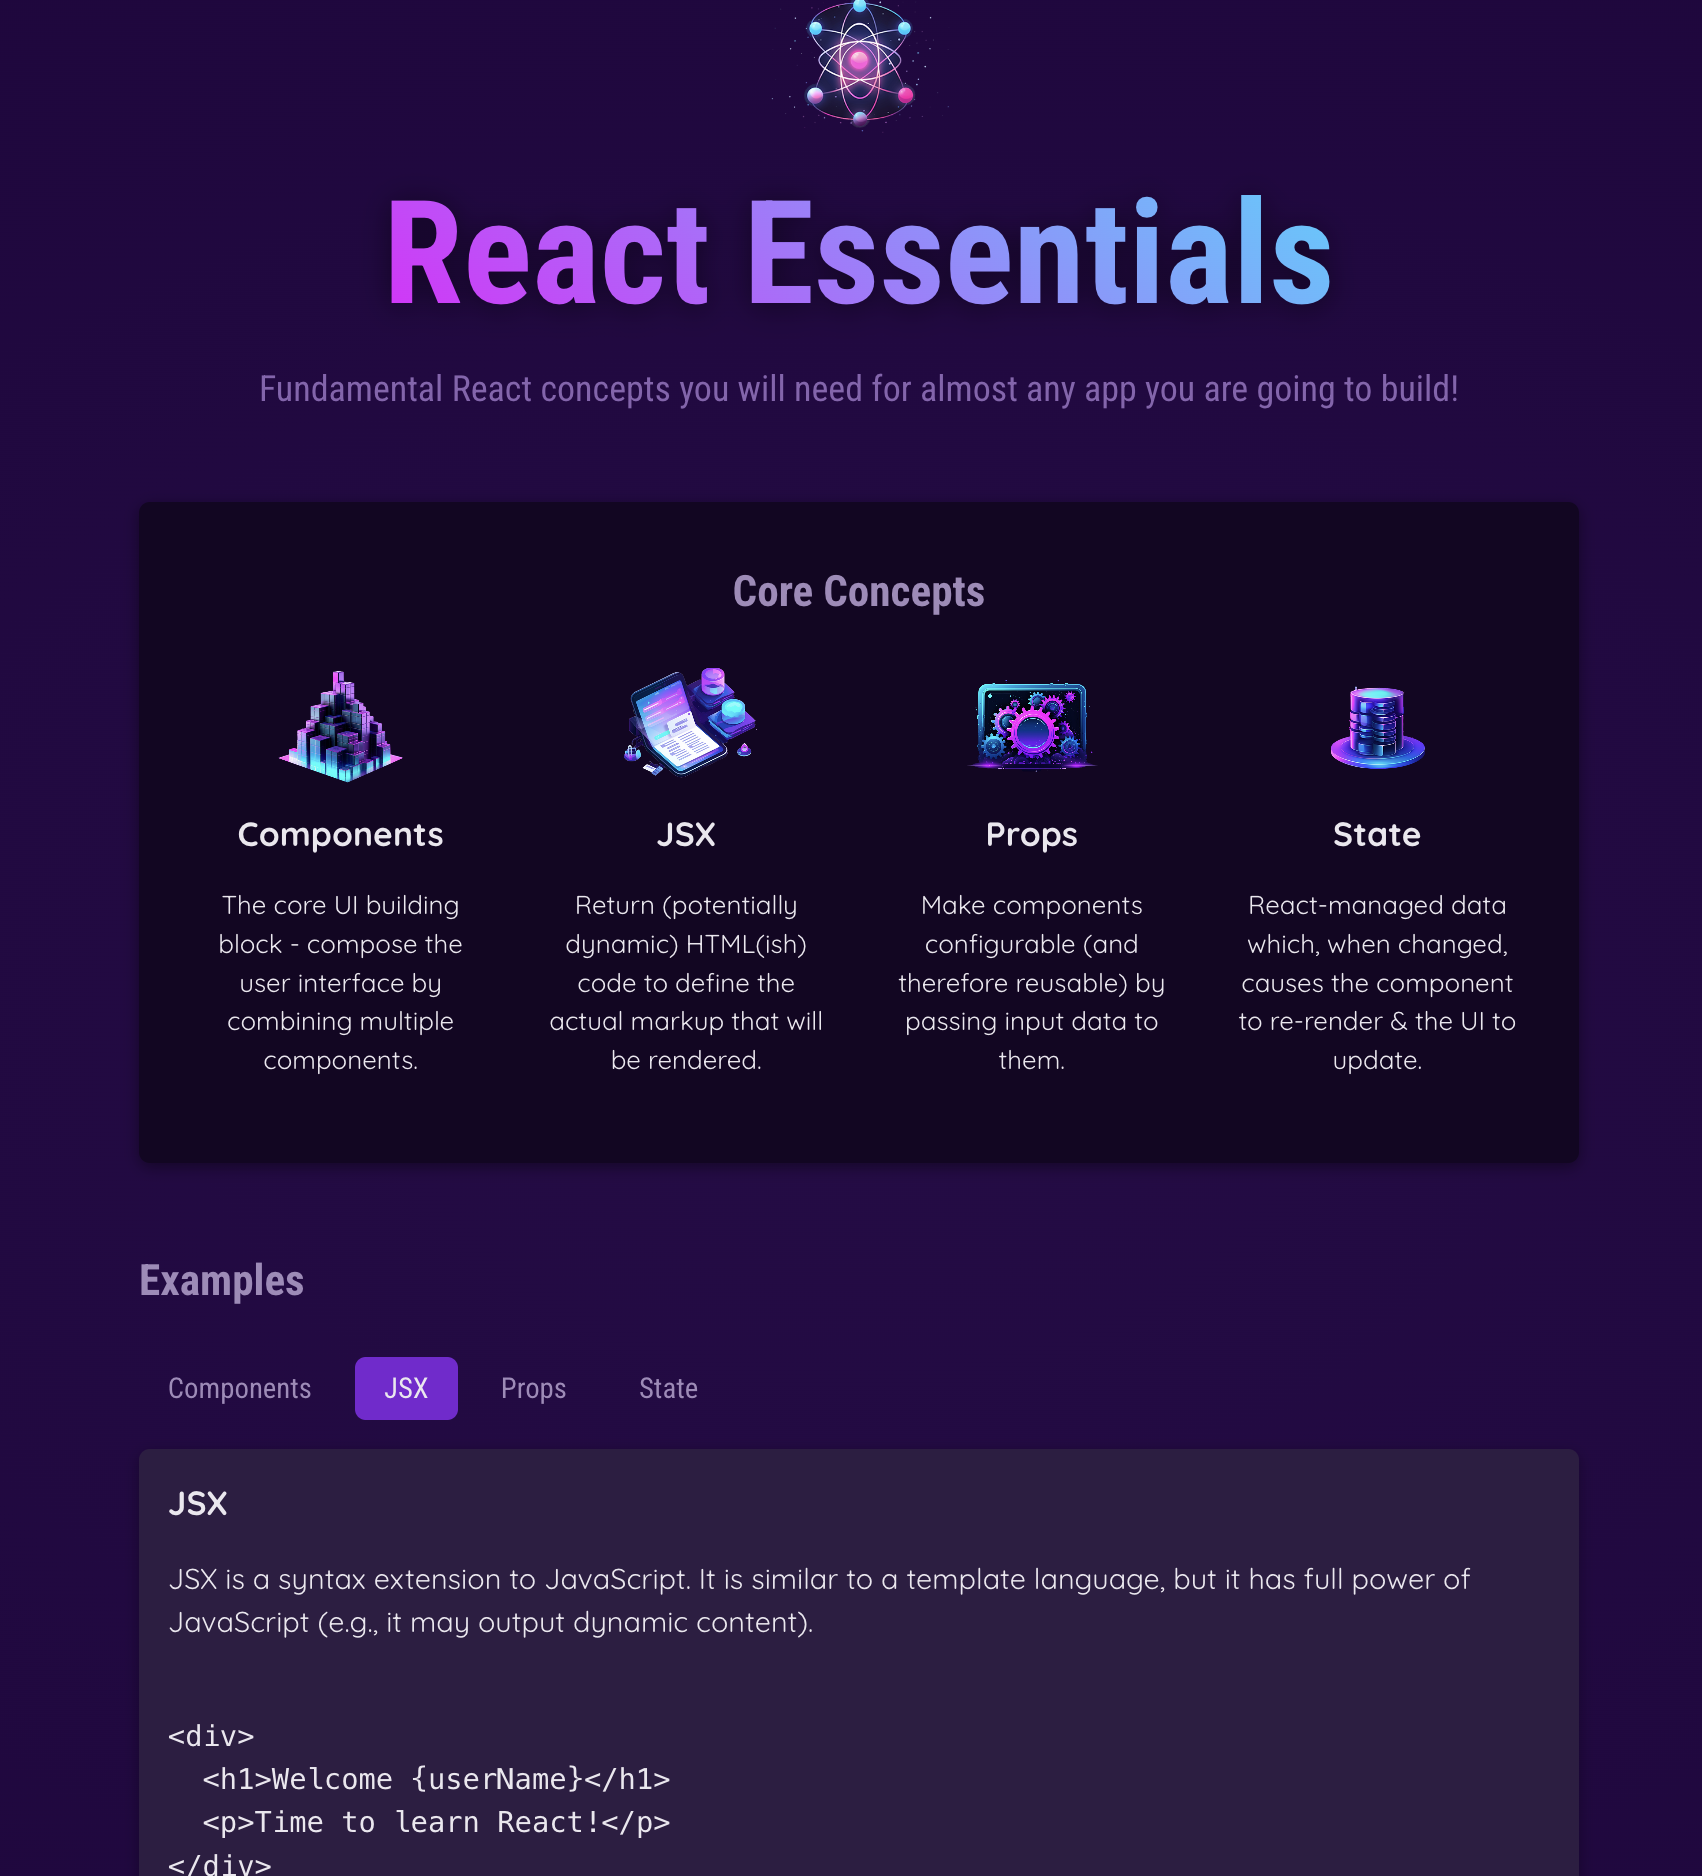 React Essentials
Fundamental React concepts you will need for almost any app you are going to build!
Core Concepts
Components
The core UI building
block - compose the
user interface by
combining multiple
components.
JSX
Return (potentially
dynamic) HTML(ish)
code to define the
actual markup that will
be rendered.
Props
Make components
configurable (and
therefore reusable) by
passing input data to
them.
State
React-managed data
which, when changed,
causes the component
to re-render & the UI to
update.
Examples
Components JSX Props State
JSX
JSX is a syntax extension to JavaScript. It is similar to a template language, but it has full power of
JavaScript (e.g., it may output dynamic content).
<div>
  <h1>Welcome {userName}</h1>
  <p>Time to learn React!</p>
</div>